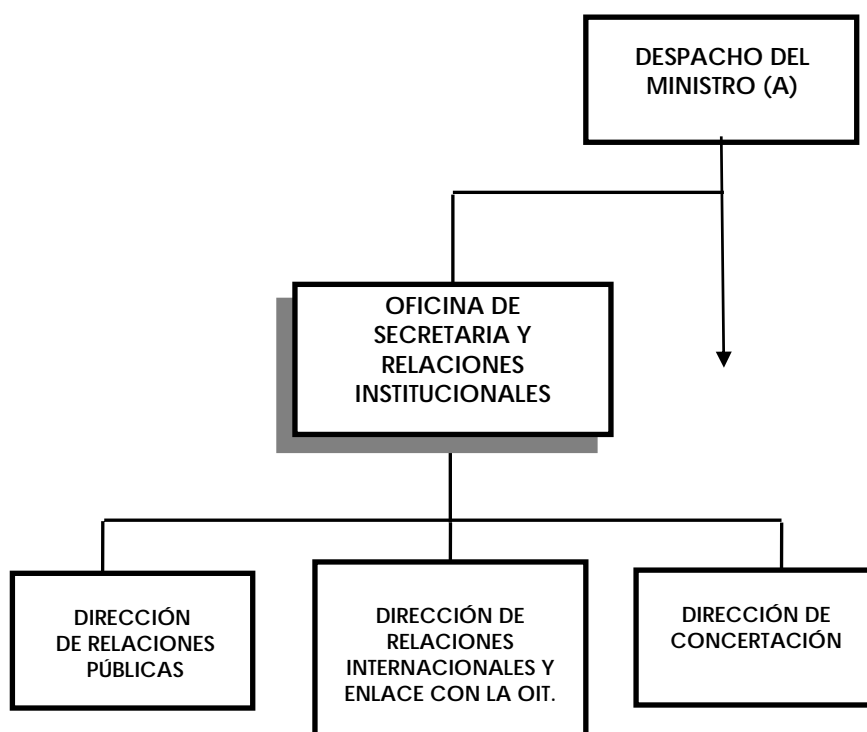 DESPACHO DEL
MINISTRO (A)
OFICINA DE
SECRETARIA Y
RELACIONES
INSTITUCIONALES
DIRECCIÓN
DE RELACIONES
PÚBLICAS
DIRECCIÓN DE
RELACIONES
INTERNACIONALES Y
ENLACE CON LA OIT.
DIRECCIÓN DE
CONCERTACIÓN